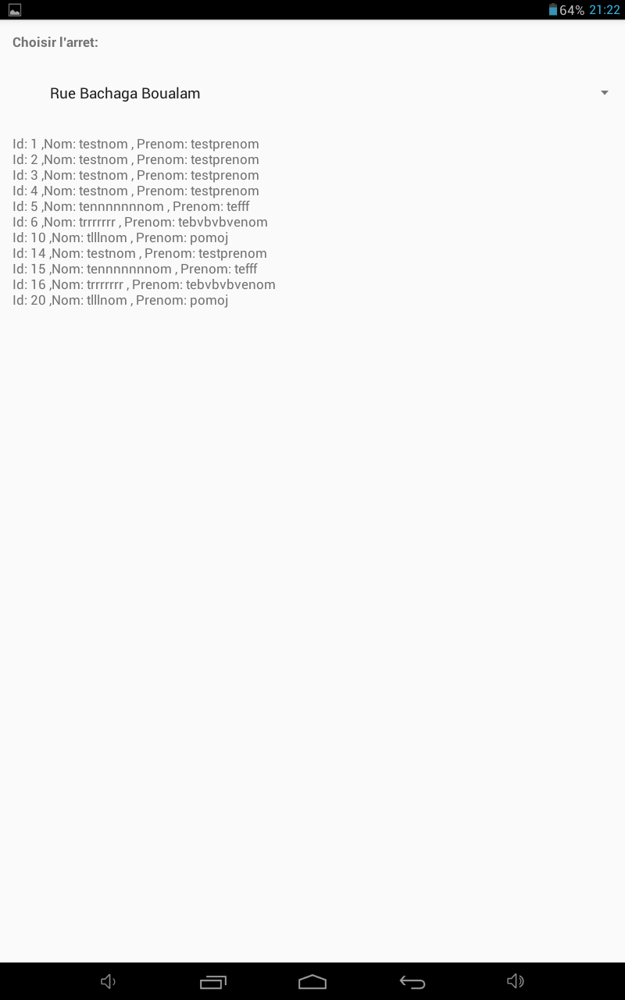 64% 21:22
Choisir l'arret:
Rue Bachaga Boualam
Id: 1 ,Nom: testnom , Prenom: testprenom
Id: 2 ,Nom: testnom , Prenom: testprenom
Id: 3 ,Nom: testnom , Prenom: testprenom
Id: 4 ,Nom: testnom , Prenom: testprenom
Id: 5 ,Nom: tennnnnnnom , Prenom: tefff
Id: 6 ,Nom: trrrrrrr , Prenom: tebvbvbvenom
Id: 10 ,Nom: tlllnom , Prenom: pomoj
Id: 14 ,Nom: testnom , Prenom: testprenom
Id: 15 ,Nom: tennnnnnnom , Prenom: tefff
Id: 16 ,Nom: trrrrrrr , Prenom: tebvbvbvenom
Id: 20 ,Nom: tlllnom , Prenom: pomoj